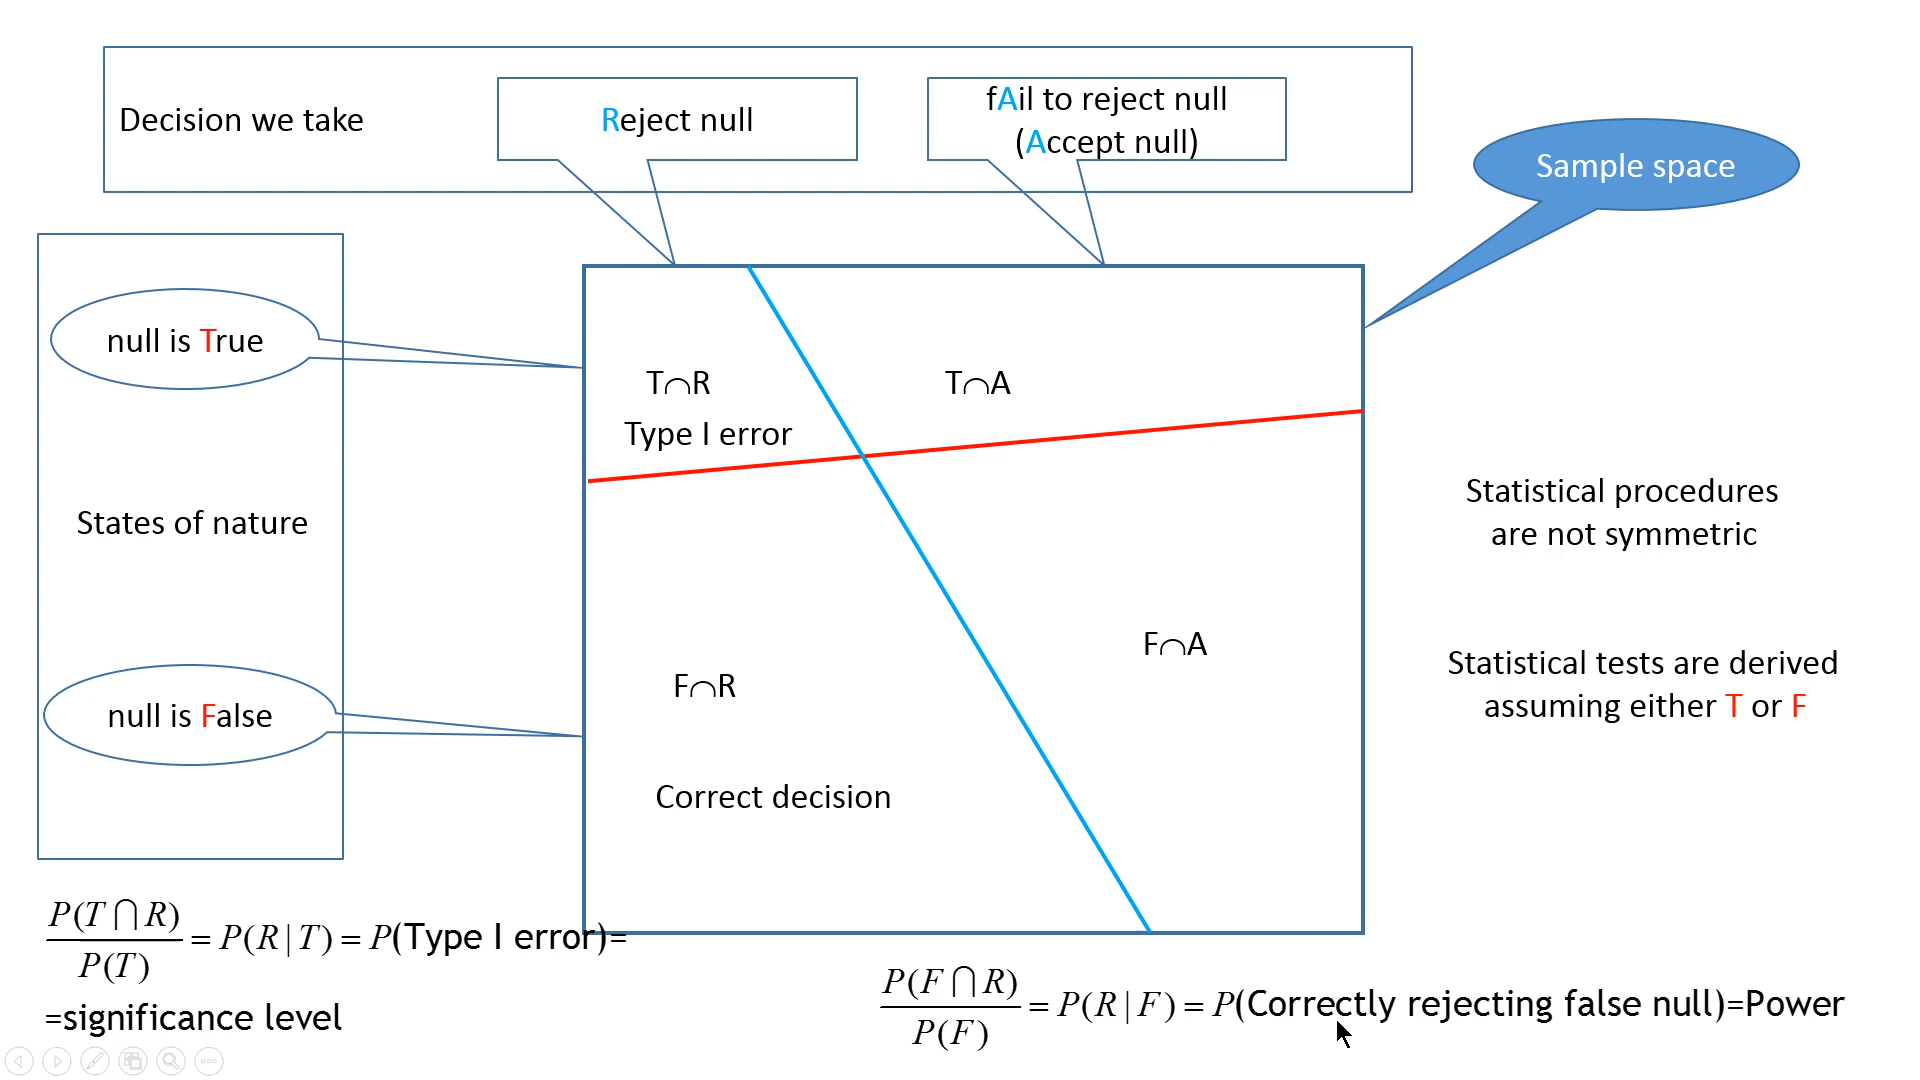 Decision we take
Reject null
fAil to reject null
(Accept null)
Sample space
null is True
States of nature
null is False
T∩R
Type I error
T∩A
F∩R
F∩A
Correct decision
Statistical procedures
are not symmetric
Statistical tests are derived
assuming either T or F
P(T ⋂ R)/P(T) = P(R | T) = P(Type I error)=
=significance level
P(F ⋂ R)/P(F) = P(R | F) = P(Correctly rejecting false null)=Power